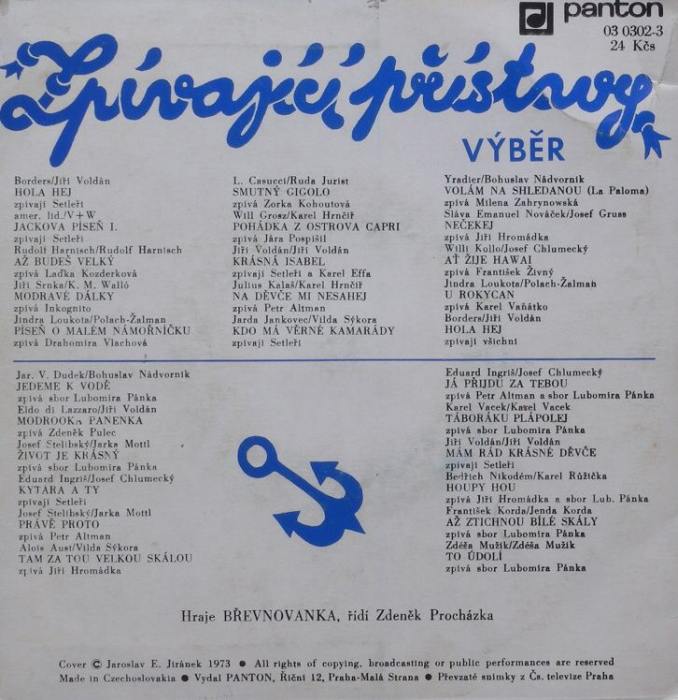 panton
03 0302-3
24 Kčs
Zpívající přístavy
VÝBĚR
Borders/Jiří Voldán
HOLA HEJ
zpívají Setleři
amer. lid./V+W
JACKOVA PÍSEŇ I.
zpívají Setleři
Rudolf Harnisch/Rudolf Harnisch
AŽ BUDEŠ VELKÝ
zpívá Laďka Kozderková
Jiří Srnka/K. M. Walló
MODRAVÉ DÁLKY
zpívá Inkognito
Jindra Loukota/Polach-Žalman
PÍSEŇ O MALÉM NÁMOŘNÍČKU
zpívá Drahomíra Vlachová
L. Casucci/Ruda Jurist
SMUTNÝ GIGOLO
zpívá Zorka Kohoutová
Will Grosz/Karel Hrnčíř
POHÁDKA Z OSTROVA CAPRI
zpívá Jára Pospíšil
Jiří Voldán/Jiří Voldán
KRÁSNÁ ISABEL
zpívají Setleři a Karel Effa
Julius Kalaš/Karel Hrnčíř
NA DĚVČE MI NESAHEJ
zpívá Petr Altman
Jarda Jankovec/Vilda Sýkora
KDO MÁ VĚRNÉ KAMARÁDY
zpívají Setleři
Yradier/Bohuslav Nádvorník
VOLÁM NA SHLEDANOU (La Paloma)
zpívá Milena Zahrynowská
Sláva Emanuel Nováček/Josef Gruss
NEČEKEJ
zpívá Jiří Hromádka
Willi Kollo/Josef Chlumecký
AŤ ŽIJE HAWAI
zpívá František Živný
Jindra Loukota/Polach-Žalman
U ROKYCAN
zpívá Karel Vaňátko
Borders/Jiří Voldán
HOLA HEJ
zpívají všichni
Jar. V. Dudek/Bohuslav Nádvorník
JEDEME K VODĚ
zpívá sbor Lubomíra Pánka
Eldo di Lazzaro/Jiří Voldán
MODROOKÁ PANENKA
zpívá Zdeněk Pulec
Josef Stelibský/Jarka Mottl
ŽIVOT JE KRÁSNÝ
zpívá sbor Lubomíra Pánka
Eduard Ingriš/Josef Chlumecký
KYTARA A TY
zpívají Setleři
Josef Stelibský/Jarka Mottl
PRÁVĚ PROTO
zpívá Petr Altman
Alois Aust/Vilda Sýkora
TAM ZA TOU VELKOU SKÁLOU
zpívá Jiří Hromádka
Eduard Ingriš/Josef Chlumecký
JÁ PŘIJDU ZA TEBOU
zpívá Petr Altman a sbor Lubomíra Pánka
Karel Vacek/Karel Vacek
TÁBORÁKU PLÁPOLEJ
zpívá sbor Lubomíra Pánka
Jiří Voldán/Jiří Voldán
MÁM RÁD KRÁSNÉ DĚVČE
zpívají Setleři
Bedřich Nikodém/Karel Růžička
HOUPY HOU
zpívá Jiří Hromádka a sbor Lub. Pánka
František Korda/Jenda Korda
AŽ ZTICHNOU BÍLÉ SKÁLY
zpívá sbor Lubomíra Pánka
Zdéša Mužík/Zdéša Mužík
TO ÚDOLÍ
zpívá sbor Lubomíra Pánka
Hraje BŘEVNOVANKA, řídí Zdeněk Procházka
Cover © Jaroslav E. Jiránek 1973 ● All rights of copying, broadcasting or public performances are reserved
Made in Czechoslovakia ● Vydal PANTON, Říční 12, Praha-Malá Strana ● Převzaté snímky z Čs. televize Praha